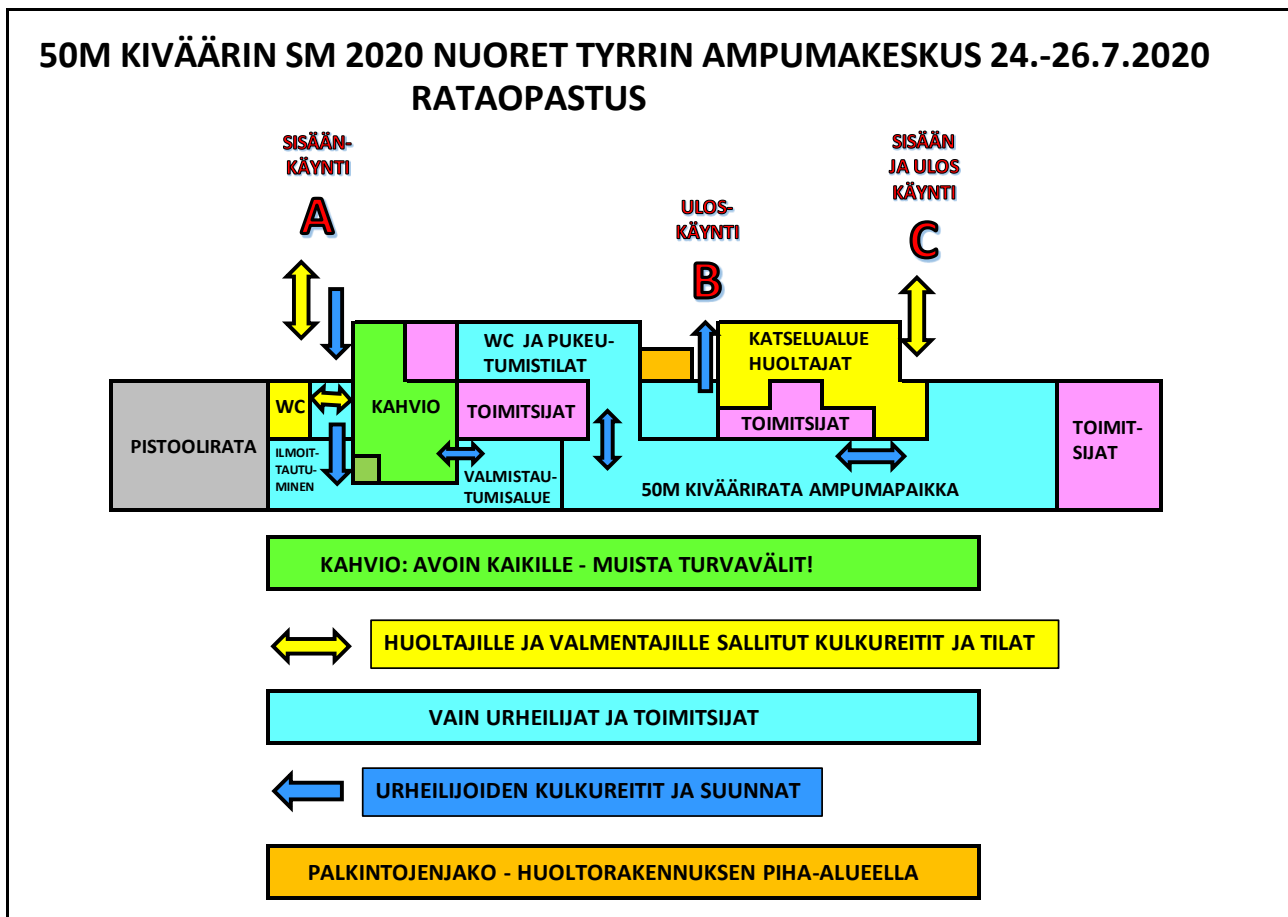 50M KIVÄÄRIN SM 2020 NUORET TYRRIN AMPUMAKESKUS 24.-26.7.2020
RATAOPASTUS
SISÄÄN-
KÄYNTI
A
ULOS-
KÄYNTI
B
SISÄÄN
JA ULOS
KÄYNTI
C
WC JA PUKEU-
TUMISTILAT
KATSELUALUE
HUOLTAJAT
PISTOOLIRATA
WC
KAHVIO
TOIMITSIJAT
TOIMITSIJAT
TOIMIT-
SIJAT
ILMOIT-
TAUTU-
MINEN
VALMISTAU-
TUMISALUE
50M KIVÄÄRIRATA AMPUMAPAIKKA
KAHVIO: AVOIN KAIKILLE - MUISTA TURVAVÄLIT!
HUOLTAJILLE JA VALMENTAJILLE SALLITUT KULKUREITIT JA TILAT
VAIN URHEILIJAT JA TOIMITSIJAT
URHEILIJOIDEN KULKUREITIT JA SUUNNAT
PALKINTOJENJAKO - HUOLTORAKENNUKSEN PIHA-ALUEELLA